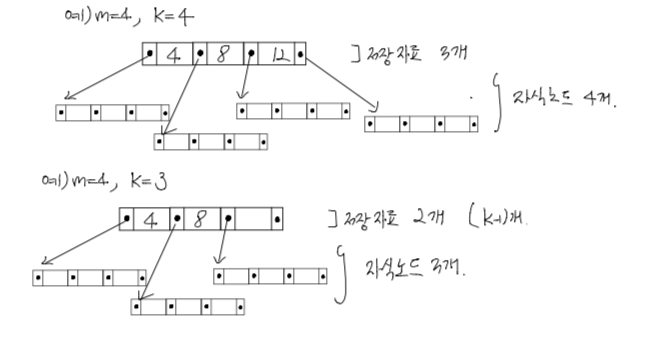 예) m=4, k=4
4 8 12
] 저장 자료 3개
자식노드 4개.
예) m=4, k=3
4 8
] 저장 자료 2개 (k-1)개.
자식노드 3개.